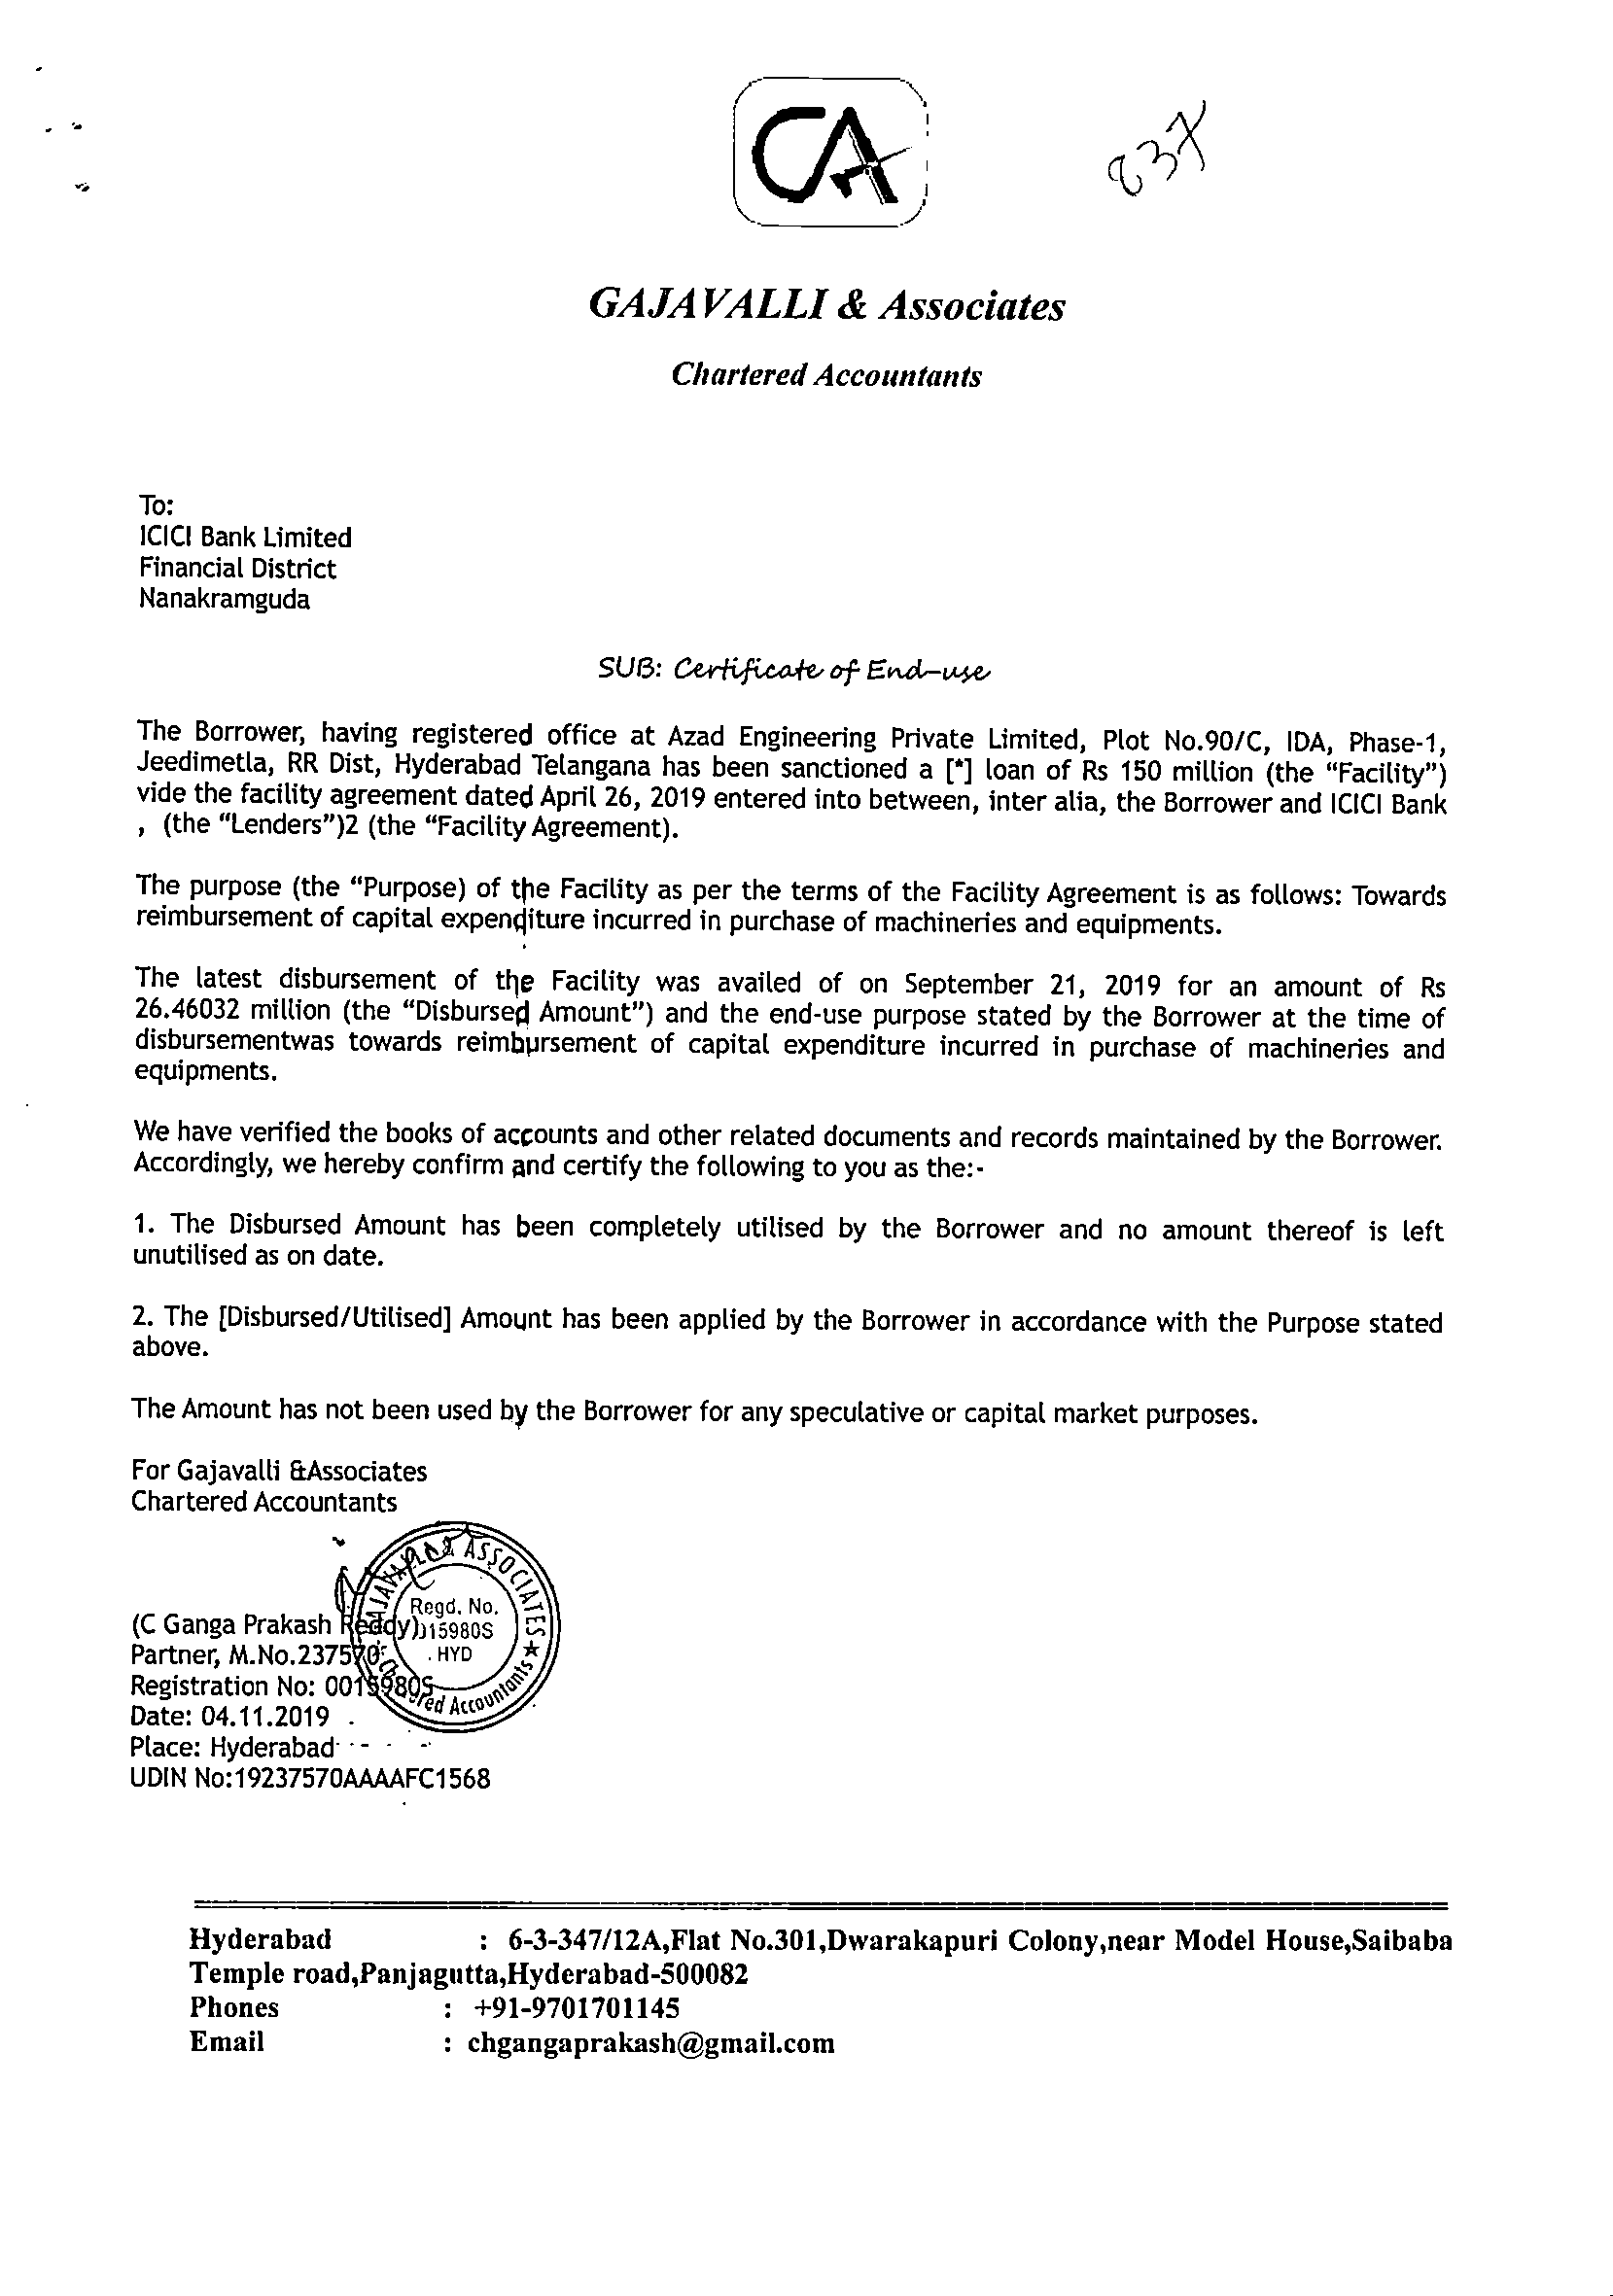 CA
837
GAJAVALLI & Associates
Chartered Accountants
To:
ICICI Bank Limited
Financial District
Nanakramguda
SUB: Certificate of End-use
The Borrower, having registered office at Azad Engineering Private Limited, Plot No.90/C, IDA, Phase-1,
Jeedimetla, RR Dist, Hyderabad Telangana has been sanctioned a [*] loan of Rs 150 million (the “Facility”)
vide the facility agreement dated April 26, 2019 entered into between, inter alia, the Borrower and ICICI Bank
, (the “Lenders”)2 (the “Facility Agreement).
The purpose (the “Purpose) of the Facility as per the terms of the Facility Agreement is as follows: Towards
reimbursement of capital expenditure incurred in purchase of machineries and equipments.
The latest disbursement of the Facility was availed of on September 21, 2019 for an amount of Rs
26.46032 million (the “Disbursed Amount”) and the end-use purpose stated by the Borrower at the time of
disbursementwas towards reimbursement of capital expenditure incurred in purchase of machineries and
equipments.
We have verified the books of accounts and other related documents and records maintained by the Borrower.
Accordingly, we hereby confirm and certify the following to you as the:-
1. The Disbursed Amount has been completely utilised by the Borrower and no amount thereof is left
unutilised as on date.
2. The [Disbursed/Utilised] Amount has been applied by the Borrower in accordance with the Purpose stated
above.
The Amount has not been used by the Borrower for any speculative or capital market purposes.
For Gajavalli &Associates
Chartered Accountants
GAJAVALLI & ASSOCIATES ★ Chartered Accountants ★
Regd. No.
015980S
HYD
(C Ganga Prakash Reddy)
Partner, M.No.237570
Registration No: 0015980S
Date: 04.11.2019
Place: Hyderabad
UDIN No:19237570AAAAFC1568
Hyderabad : 6-3-347/12A,Flat No.301,Dwarakapuri Colony,near Model House,Saibaba
Temple road,Panjagutta,Hyderabad-500082
Phones : +91-9701701145
Email : chgangaprakash@gmail.com